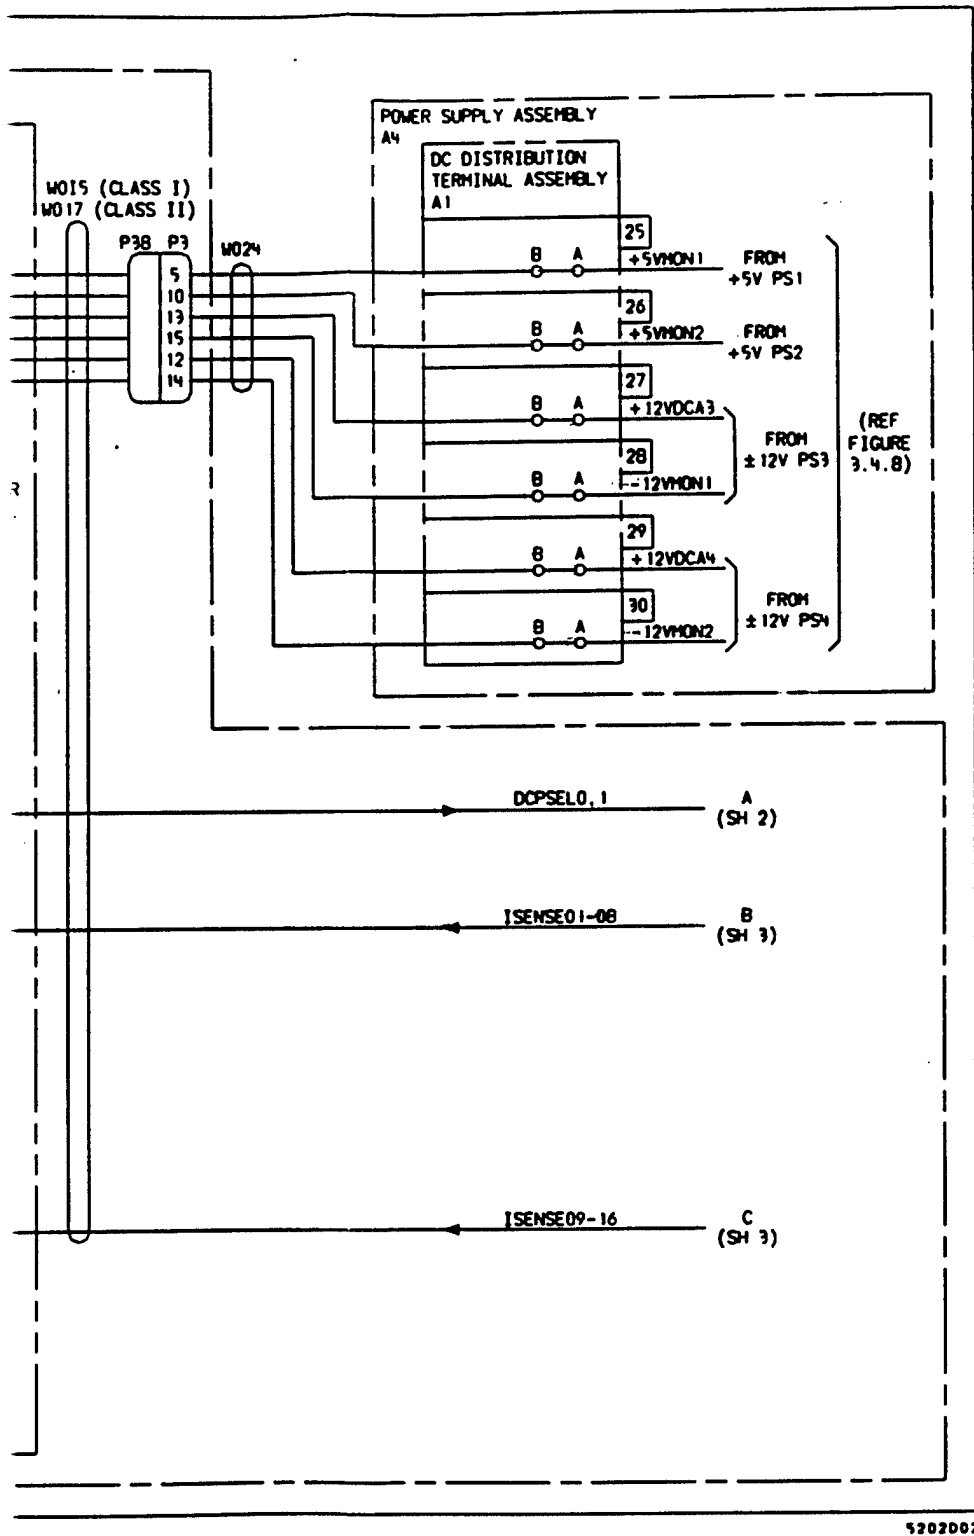 POWER SUPPLY ASSEMBLY
A4
DC DISTRIBUTION
TERMINAL ASSEMBLY
A1
W015 (CLASS I)
W017 (CLASS II)
P38 P3 W024
5
10
13
15
12
14
25
B A +5VMON1 FROM
+5V PS1
26
B A +5VMON2 FROM
+5V PS2
27
B A +12VDCA3
28
B A -12VMON1
FROM
±12V PS3
29
B A +12VDCA4
30
B A -12VMON2
FROM
±12V PS4
(REF
FIGURE
3.4.8)
R
DCPSEL0,1 A
(SH 2)
ISENSE01-08 B
(SH 3)
ISENSE09-16 C
(SH 3)